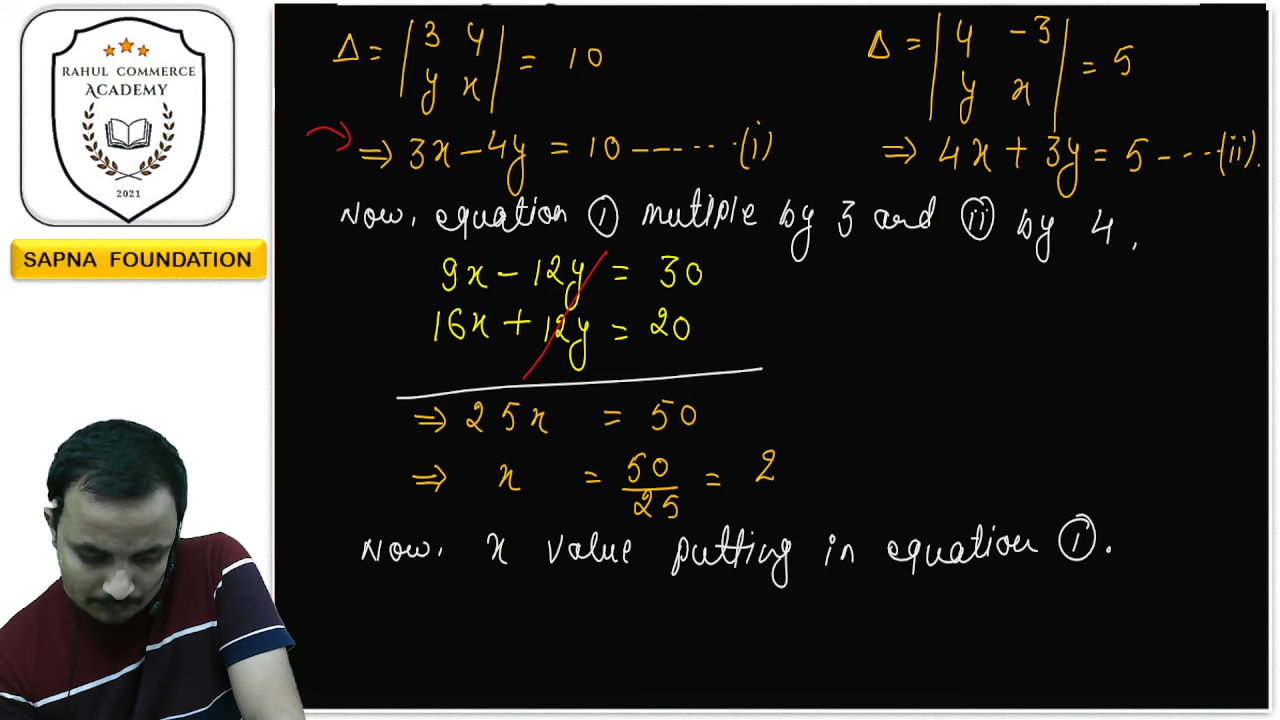 RAHUL COMMERCE
ACADEMY
2021
SAPNA FOUNDATION
Δ = |3 4| = 10
|y x|
Δ = |4 -3| = 5
|y x|
⇒ 3x - 4y = 10 ------ (i)
⇒ 4x + 3y = 5 ----- (ii).
Now, equation (i) mutiple by 3 and (ii) by 4.
9x - 12y = 30
16x + 12y = 20
⇒ 25x = 50
⇒ x = 50/25 = 2
Now, x value putting in equation (i).